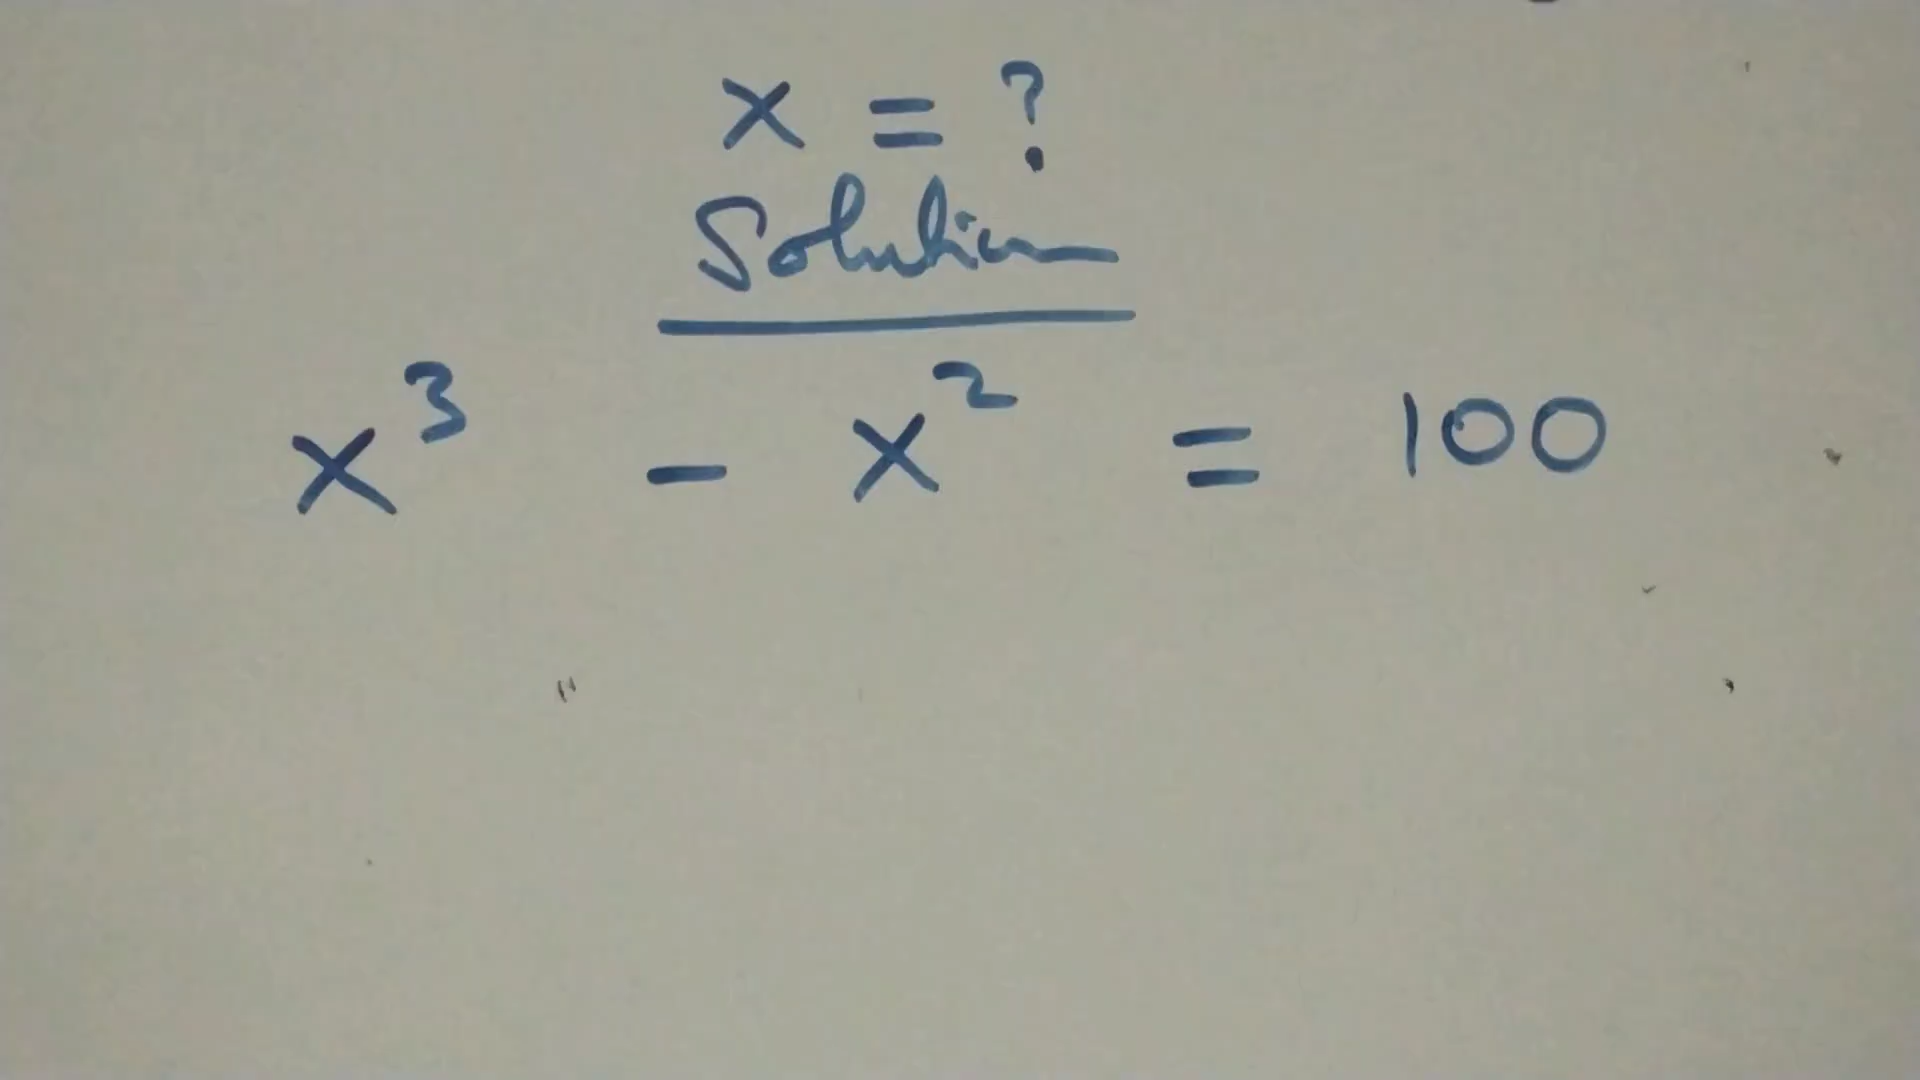 x = ?
Solution
x³ - x² = 100